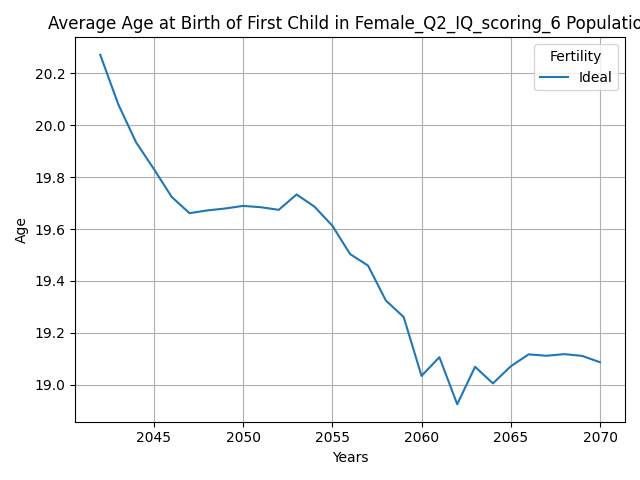 Average Age at Birth of First Child in Female_Q2_IQ_scoring_6 Populatio
Fertility
Ideal
Age
20.2
20.0
19.8
19.6
19.4
19.2
19.0
2045 2050 2055 2060 2065 2070
Years